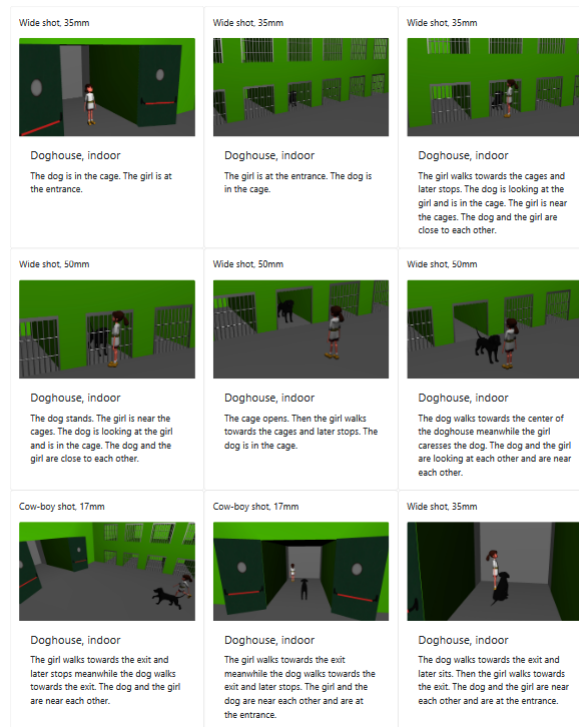 Wide shot, 35mm
Doghouse, indoor
The dog is in the cage. The girl is at
the entrance.
Wide shot, 35mm
Doghouse, indoor
The girl is at the entrance. The dog is
in the cage.
Wide shot, 35mm
Doghouse, indoor
The girl walks towards the cages and
later stops. The dog is looking at the
girl and is in the cage. The girl is near
the cages. The dog and the girl are
close to each other.
Wide shot, 50mm
Doghouse, indoor
The dog stands. The girl is near the
cages. The dog is looking at the girl
and is in the cage. The dog and the
girl are close to each other.
Wide shot, 50mm
Doghouse, indoor
The cage opens. Then the girl walks
towards the cages and later stops. The
dog is in the cage.
Wide shot, 50mm
Doghouse, indoor
The dog walks towards the center of
the doghouse meanwhile the girl
caresses the dog. The dog and the girl
are looking at each other and are near
each other.
Cow-boy shot, 17mm
Doghouse, indoor
The girl walks towards the exit and
later stops meanwhile the dog walks
towards the exit. The dog and the girl
are near each other.
Cow-boy shot, 17mm
Doghouse, indoor
The girl walks towards the exit
meanwhile the dog walks towards the
exit and later stops. The girl and the
dog are near each other and are at
the entrance.
Wide shot, 35mm
Doghouse, indoor
The dog walks towards the exit and
later sits. Then the girl walks towards
the exit. The dog and the girl are near
each other and are at the entrance.